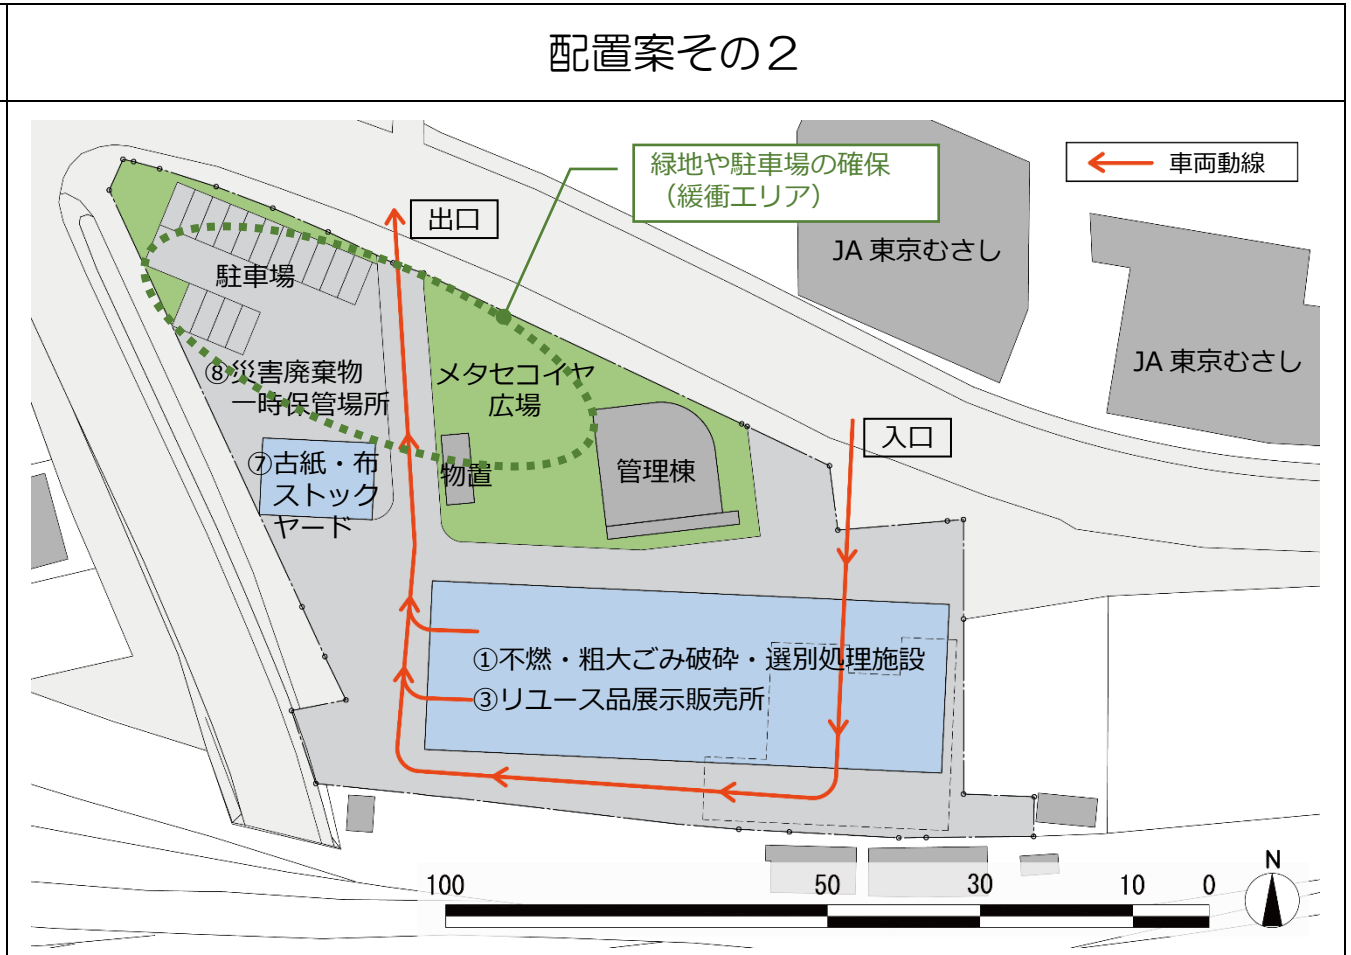 配置案その2
緑地や駐車場の確保
（緩衝エリア）
車両動線
出口
JA 東京むさし
駐車場
JA 東京むさし
⑧災害廃棄物
一時保管場所
メタセコイヤ
広場
入口
⑦古紙・布
ストック
ヤード
物置
管理棟
①不燃・粗大ごみ破砕・選別処理施設
③リユース品展示販売所
N
100 50 30 10 0